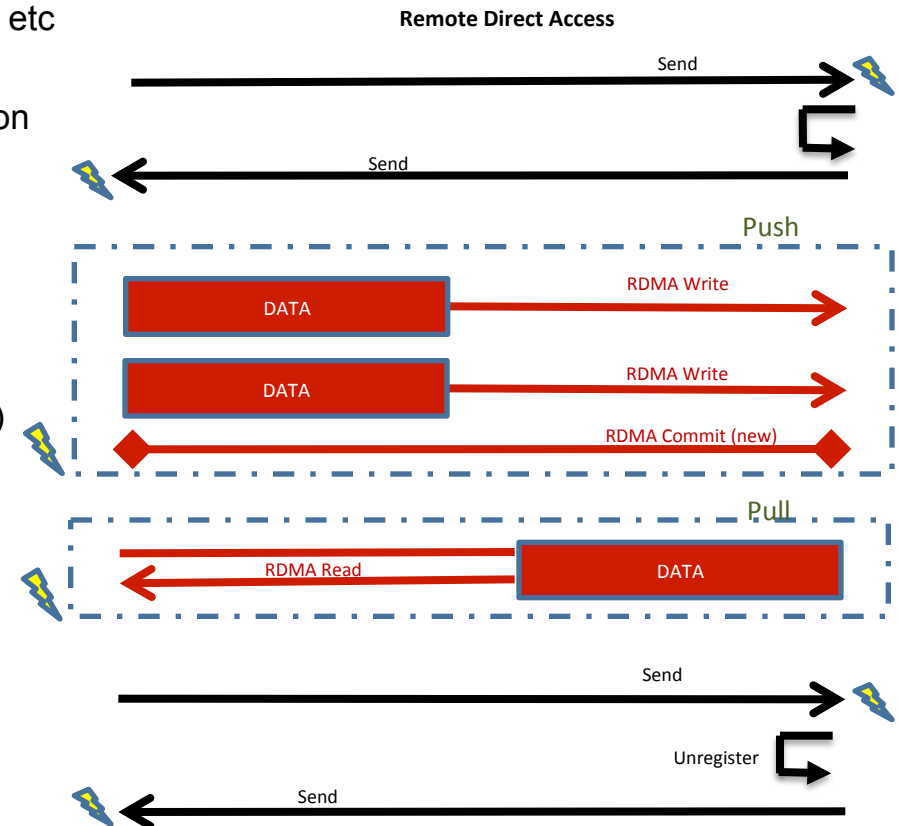 etc
Remote Direct Access
Send
on
Send
Push
RDMA Write
DATA
RDMA Write
DATA
)
RDMA Commit (new)
Pull
RDMA Read
DATA
Send
Unregister
Send